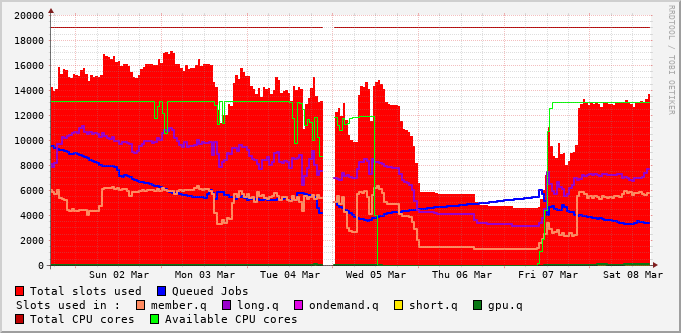 20000
18000
16000
14000
12000
10000
8000
6000
4000
2000
0
Sun 02 Mar Mon 03 Mar Tue 04 Mar Wed 05 Mar Thu 06 Mar Fri 07 Mar Sat 08 Mar
Total slots used Queued Jobs
Slots used in : member.q long.q ondemand.q short.q gpu.q
Total CPU cores Available CPU cores
RRDTOOL / TOBI OETIKER